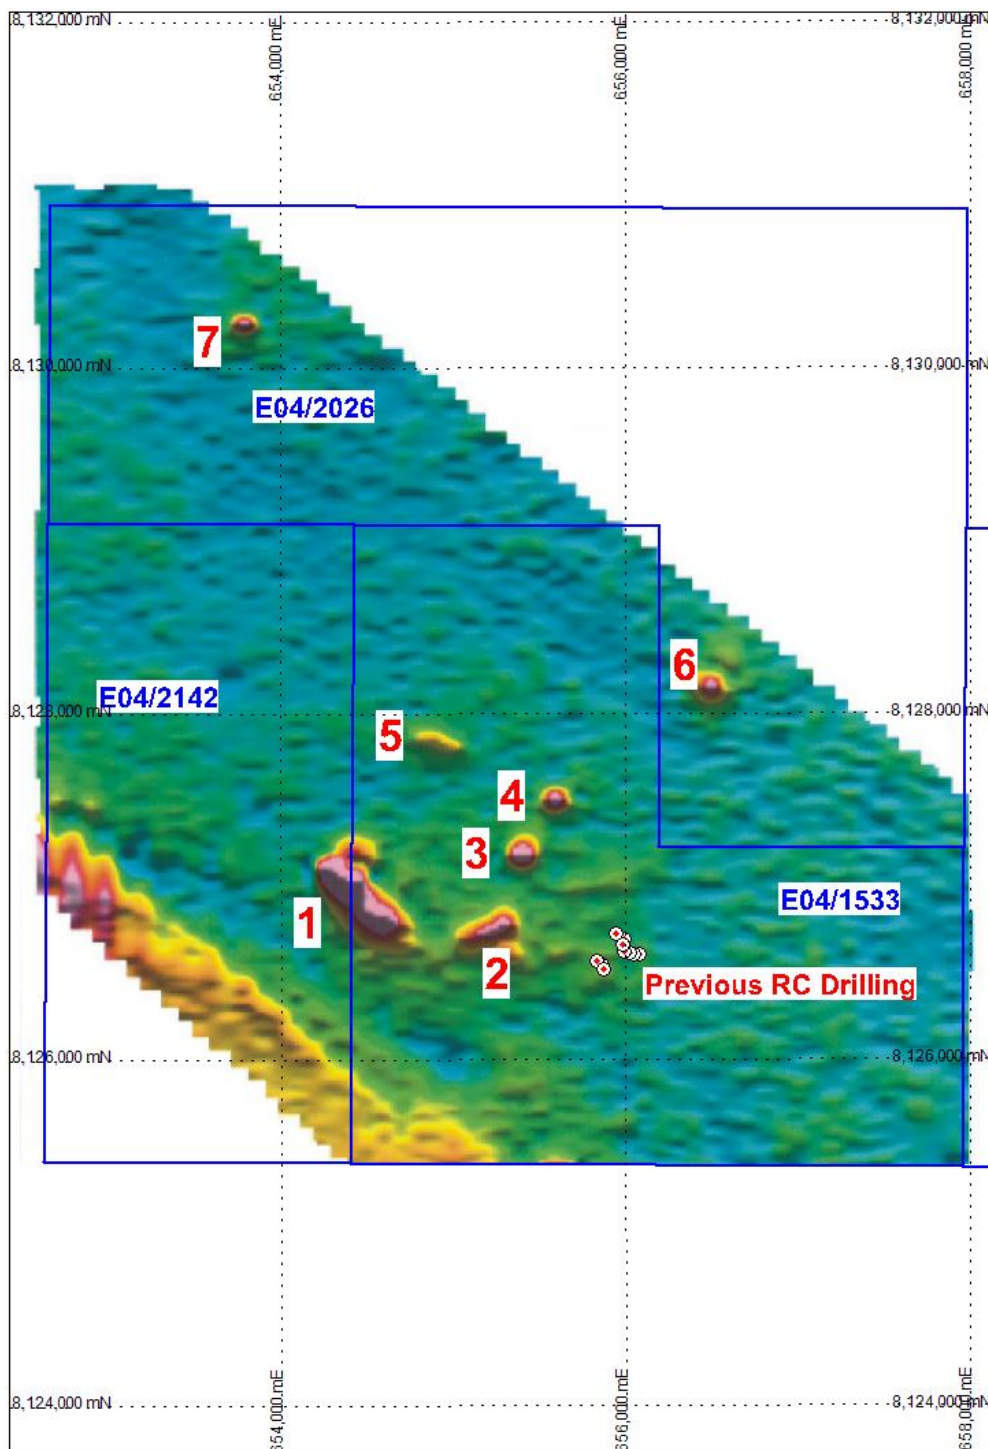 8,132,000 mN
8,132,000 mN
654,000 mE
656,000 mE
658,000 mE
7
8,130,000 mN
8,130,000 mN
E04/2026
6
E04/2142
8,128,000 mN
8,128,000 mN
5
4
3
E04/1533
1
2
Previous RC Drilling
8,126,000 mN
8,126,000 mN
8,124,000 mN
8,124,000 mN
654,000 mE
656,000 mE
658,000 mE